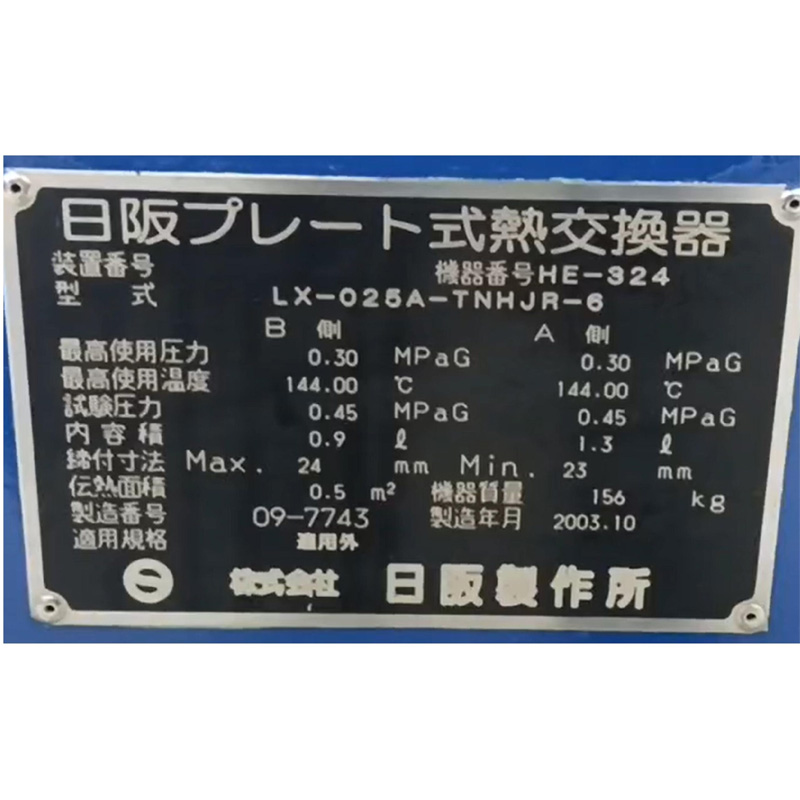 日阪プレート式熱交換器
装置番号 機器番号HE-324
型式 LX-025A-TNHJR-6
B側 A側
最高使用圧力 0.30 MPaG 0.30 MPaG
最高使用温度 144.00 ℃ 144.00 ℃
試験圧力 0.45 MPaG 0.45 MPaG
内容積 0.9 ℓ 1.3 ℓ
締付寸法 Max. 24 mm Min. 23 mm
伝熱面積 0.5 m² 機器質量 156 kg
製造番号 09-7743 製造年月 2003.10
適用規格 適用外
株式会社 日阪製作所